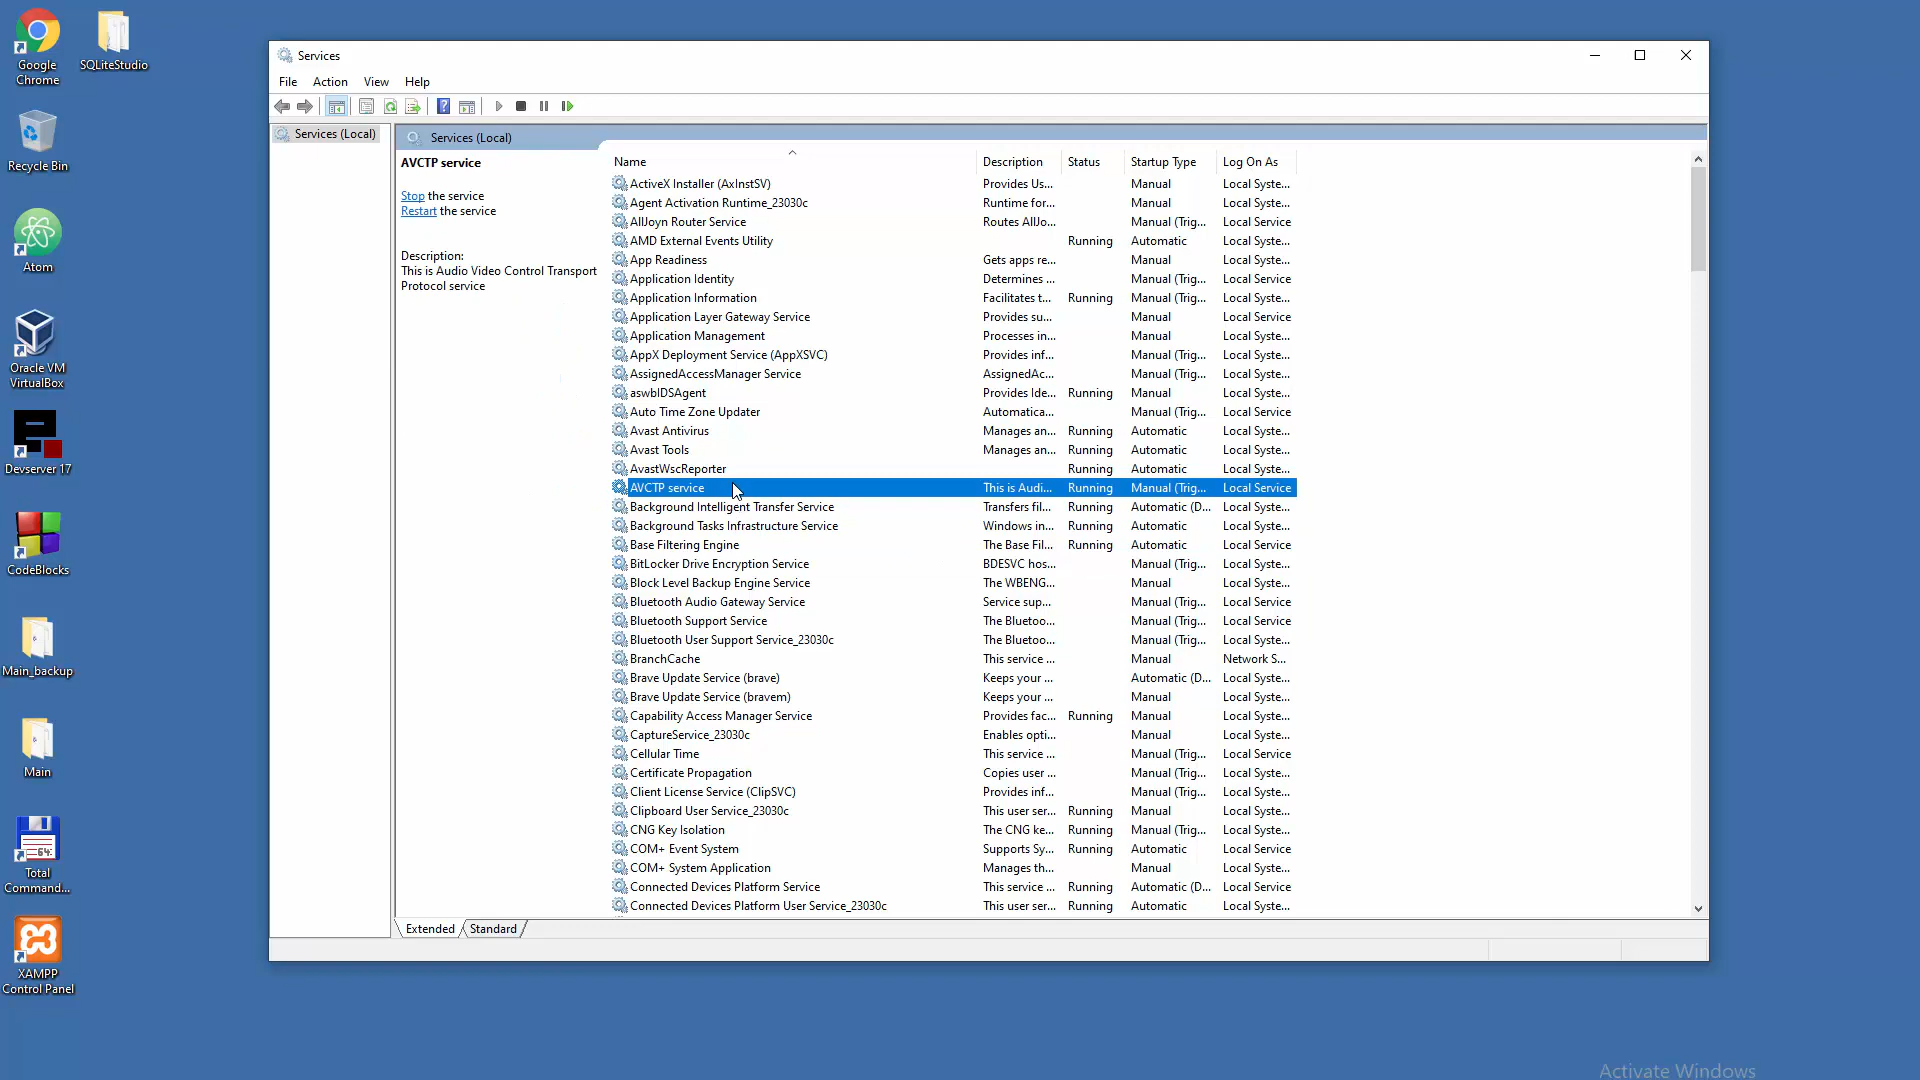 Google
Chrome
SQLiteStudio
Recycle Bin
Atom
Oracle VM
VirtualBox
Devserver 17
CodeBlocks
Main_backup
Main
64
Total
Command...
XAMPP
Control Panel
Services
File Action View Help
Services (Local)
Services (Local)
AVCTP service
Stop the service
Restart the service
Description:
This is Audio Video Control Transport
Protocol service
Name Description Status Startup Type Log On As
ActiveX Installer (AxInstSV) Provides Us... Manual Local Syste...
Agent Activation Runtime_23030c Runtime for... Manual Local Syste...
AllJoyn Router Service Routes AllJo... Manual (Trig... Local Service
AMD External Events Utility Running Automatic Local Syste...
App Readiness Gets apps re... Manual Local Syste...
Application Identity Determines ... Manual (Trig... Local Service
Application Information Facilitates t... Running Manual (Trig... Local Syste...
Application Layer Gateway Service Provides su... Manual Local Service
Application Management Processes in... Manual Local Syste...
AppX Deployment Service (AppXSVC) Provides inf... Manual (Trig... Local Syste...
AssignedAccessManager Service AssignedAc... Manual (Trig... Local Syste...
aswbIDSAgent Provides Ide... Running Manual Local Syste...
Auto Time Zone Updater Automatica... Manual (Trig... Local Service
Avast Antivirus Manages an... Running Automatic Local Syste...
Avast Tools Manages an... Running Automatic Local Syste...
AvastWscReporter Running Automatic Local Syste...
AVCTP service This is Audi... Running Manual (Trig... Local Service
Background Intelligent Transfer Service Transfers fil... Running Automatic (D... Local Syste...
Background Tasks Infrastructure Service Windows in... Running Automatic Local Syste...
Base Filtering Engine The Base Fil... Running Automatic Local Service
BitLocker Drive Encryption Service BDESVC hos... Manual (Trig... Local Syste...
Block Level Backup Engine Service The WBENG... Manual Local Syste...
Bluetooth Audio Gateway Service Service sup... Manual (Trig... Local Service
Bluetooth Support Service The Bluetoo... Manual (Trig... Local Service
Bluetooth User Support Service_23030c The Bluetoo... Manual (Trig... Local Syste...
BranchCache This service ... Manual Network S...
Brave Update Service (brave) Keeps your ... Automatic (D... Local Syste...
Brave Update Service (bravem) Keeps your ... Manual Local Syste...
Capability Access Manager Service Provides fac... Running Manual Local Syste...
CaptureService_23030c Enables opti... Manual Local Syste...
Cellular Time This service ... Manual (Trig... Local Service
Certificate Propagation Copies user ... Manual (Trig... Local Syste...
Client License Service (ClipSVC) Provides inf... Manual (Trig... Local Syste...
Clipboard User Service_23030c This user ser... Running Manual Local Syste...
CNG Key Isolation The CNG ke... Running Manual (Trig... Local Syste...
COM+ Event System Supports Sy... Running Automatic Local Service
COM+ System Application Manages th... Manual Local Syste...
Connected Devices Platform Service This service ... Running Automatic (D... Local Service
Connected Devices Platform User Service_23030c This user ser... Running Automatic Local Syste...
Extended Standard
Activate Windows